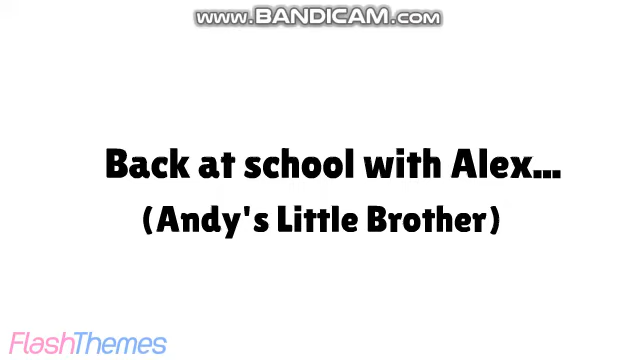 www.BANDICAM.com
Back at school with Alex...
(Andy's Little Brother)
FlashThemes